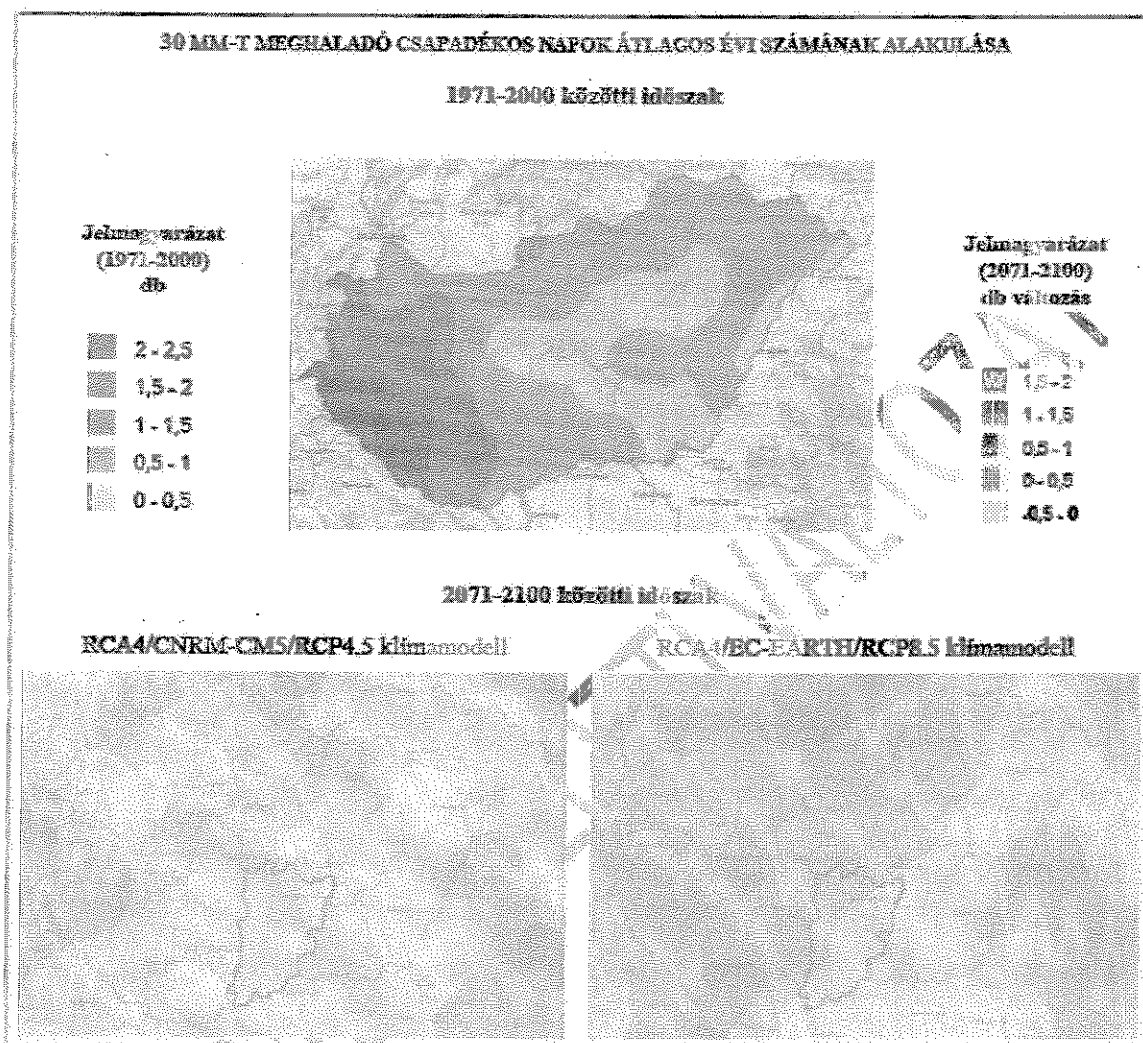 30 MM-T MEGHALADÓ CSAPADÉKOS NAPOK ÁTLAGOS ÉVI SZÁMÁNAK ALAKULÁSA
1971-2000 közötti időszak
Jelmagyarázat
(1971-2000)
db
2 - 2,5
1,5 - 2
1 - 1,5
0,5 - 1
0 - 0,5
Jelmagyarázat
(2071-2100)
db változás
1,5 - 2
1 - 1,5
0,5 - 1
0 - 0,5
-0,5 - 0
2071-2100 közötti időszak
RCA4/CNRM-CM5/RCP4.5 klímamodell
RCA4/EC-EARTH/RCP8.5 klímamodell